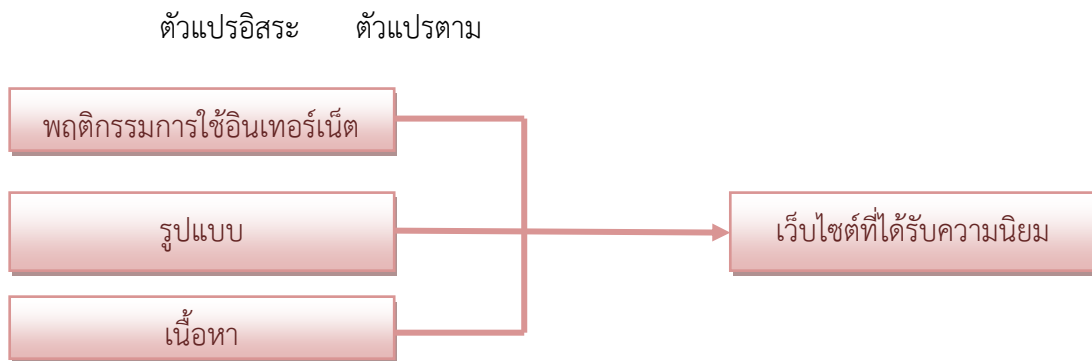 ตัวแปรอิสระ ตัวแปรตาม
พฤติกรรมการใช้อินเทอร์เน็ต
รูปแบบ
เว็บไซต์ที่ได้รับความนิยม
เนื้อหา